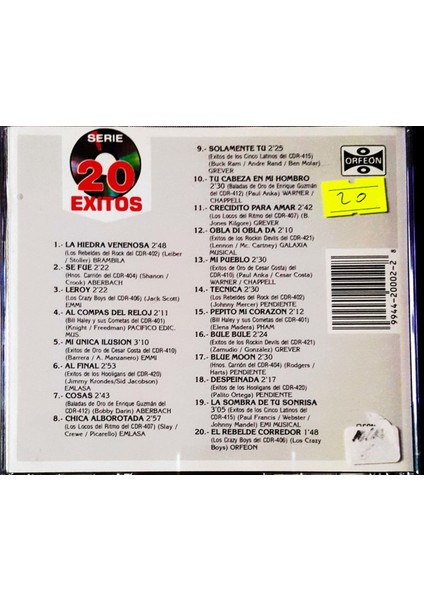 SERIE
20
EXITOS
ORFEÓN
20
1.- LA HIEDRA VENENOSA 2'48
(Los Rebeldes del Rock del CDR-402) (Leiber
/ Stoller) BRAMBILA
2.- SE FUE 2'22
(Hnos. Carrión del CDR-404) (Shanon /
Crook) ABERBACH
3.- LEROY 2'22
(Los Crazy Boys del CDR-406) (Jack Scott)
EMMI
4.- AL COMPAS DEL RELOJ 2'11
(Bill Haley y sus Cometas del CDR-411)
(Knight / Freedman) PACIFICO EDIC.
MUS.
5.- MI UNICA ILUSION 3'10
(Exitos de Oro de Cesar Costa del CDR-410)
(Barrera / A. Manzanero) EMMI
6.- AL FINAL 2'53
(Exitos de los Hooligans del CDR-420)
(Jimmy Krondes/Sid Jacobson)
EMLASA
7.- COSAS 2'43
(Baladas de Oro de Enrique Guzmán del
CDR-412) (Bobby Darin) ABERBACH
8.- CHICA ALBOROTADA 2'57
(Los Locos del Ritmo del CDR-407) (Slay /
Crewe / Picarello) EMLASA
9.- SOLAMENTE TU 2'25
(Exitos de los Cinco Latinos del CDR-415)
(Buck Ram / Andre Rand / Ben Molar)
GREVER
10.- TU CABEZA EN MI HOMBRO
2'30 (Baladas de Oro de Enrique Guzmán
del CDR-412) (Paul Anka) WARNER /
CHAPPELL
11.- CRECIDITO PARA AMAR 2'42
(Los Locos del Ritmo del CDR-407) (B.
Jones Kilgore) GREVER
12.- OBLA DI OBLA DA 2'10
(Exitos de los Rockin Devils del CDR-421)
(Lennon / Mc. Cartney) GALAXIA
MUSICAL
13.- MI PUEBLO 2'30
(Exitos de Oro de Cesar Costa del
CDR-410) (Paul Anka / Cesar Costa)
WARNER / CHAPPELL
14.- TECNICA 2'30
(Los Rebeldes del Rock del CDR-402)
(Johnny Mercer) PENDIENTE
15.- PEPITO MI CORAZON 2'12
(Bill Haley y sus Cometas del CDR-411)
(Elena Madera) PHAM
16.- BULE BULE 2'24
(Exitos de los Rockin Devils del CDR-421)
(Zamudio / González) GREVER
17.- BLUE MOON 2'30
(Hnos. Carrión del CDR-404) (Rodgers /
Harts) PENDIENTE
18.- DESPEINADA 2'17
(Exitos de los Hooligans del CDR-420)
(Palito Ortega) PENDIENTE
19.- LA SOMBRA DE TU SONRISA
3'05 (Exitos de los Cinco Latinos del
CDR-415) (Paul Francis / Webster /
Johnny Mandel) EMI MUSICAL
20.- EL REBELDE CORREDOR 1'48
(Los Crazy Boys del CDR-406) (Los Crazy
Boys) ORFEON
9944-20002-2 8